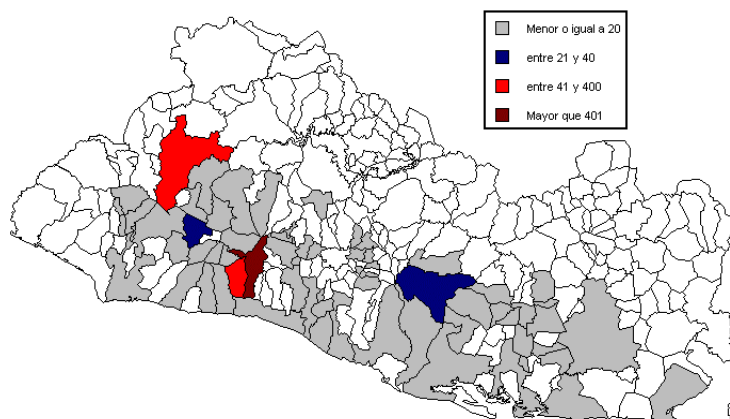 Menor o igual a 20
entre 21 y 40
entre 41 y 400
Mayor que 401